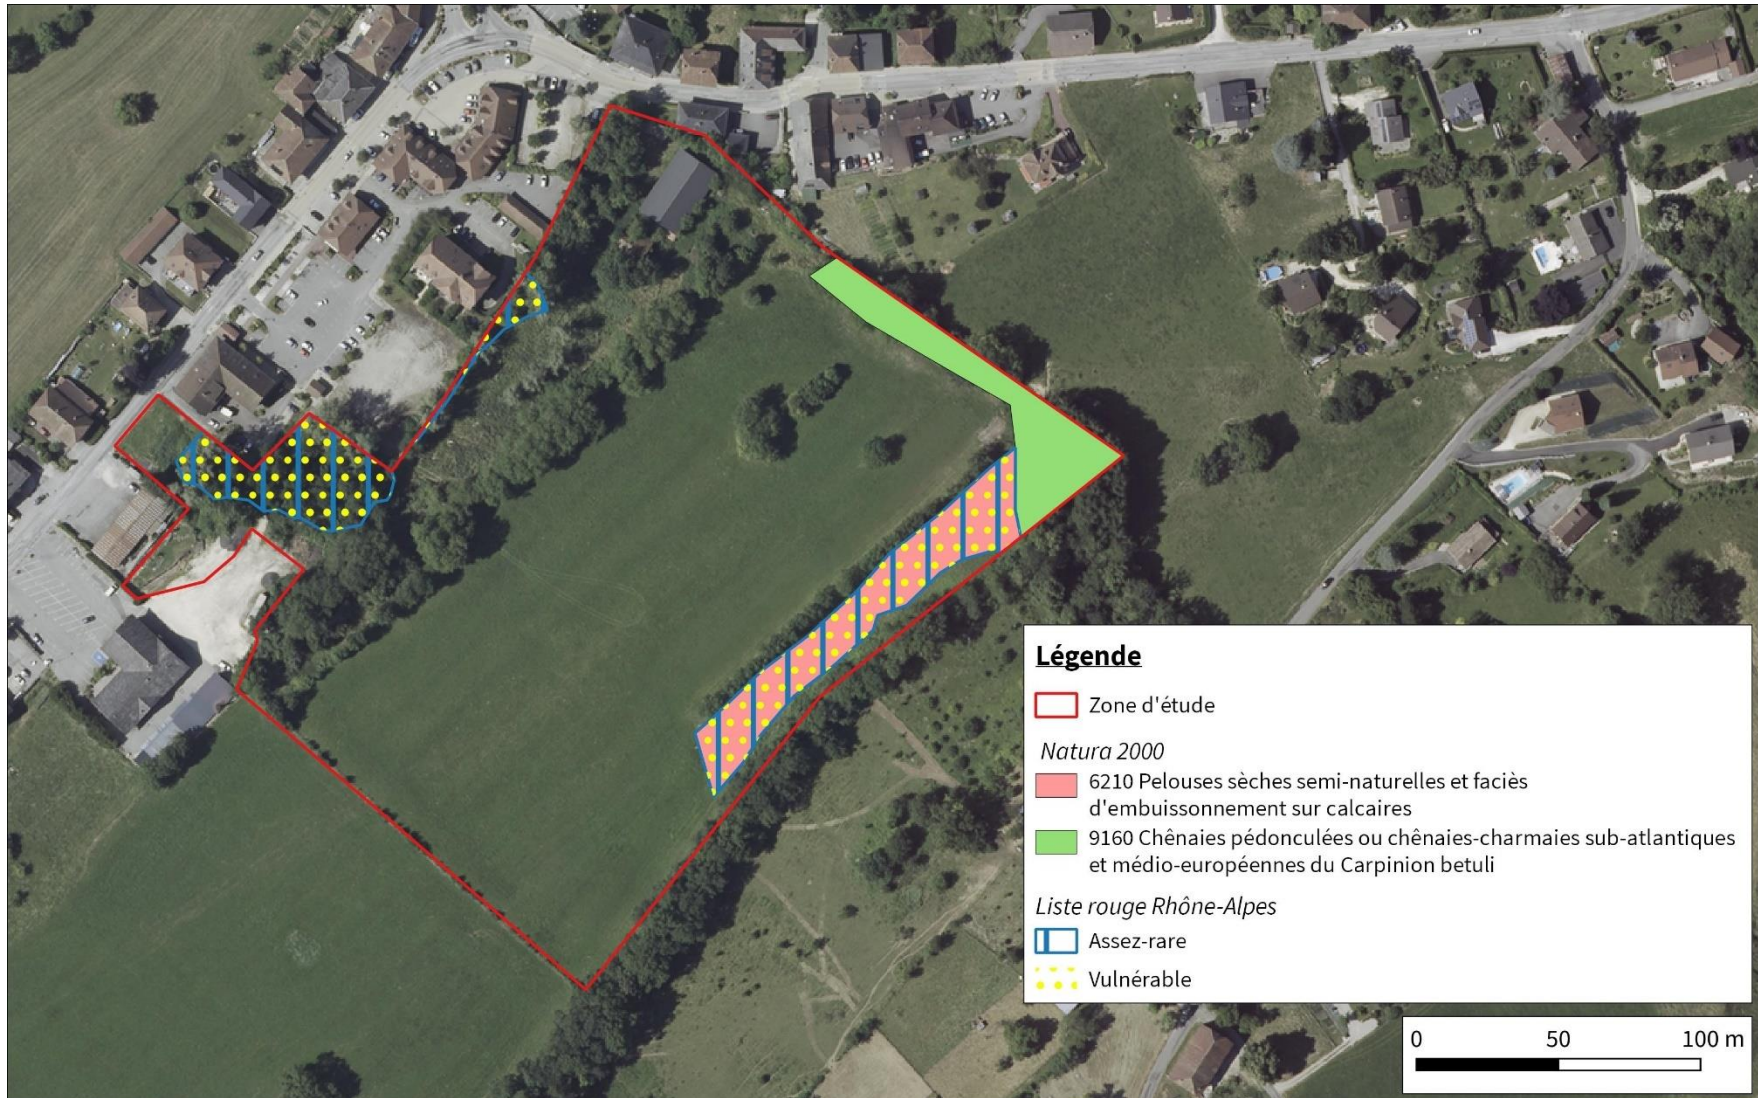 Légende
Zone d'étude
Natura 2000
6210 Pelouses sèches semi-naturelles et faciès
d'embuissonnement sur calcaires
9160 Chênaies pédonculées ou chênaies-charmaies sub-atlantiques
et médio-européennes du Carpinion betuli
Liste rouge Rhône-Alpes
Assez-rare
Vulnérable
0 50 100 m